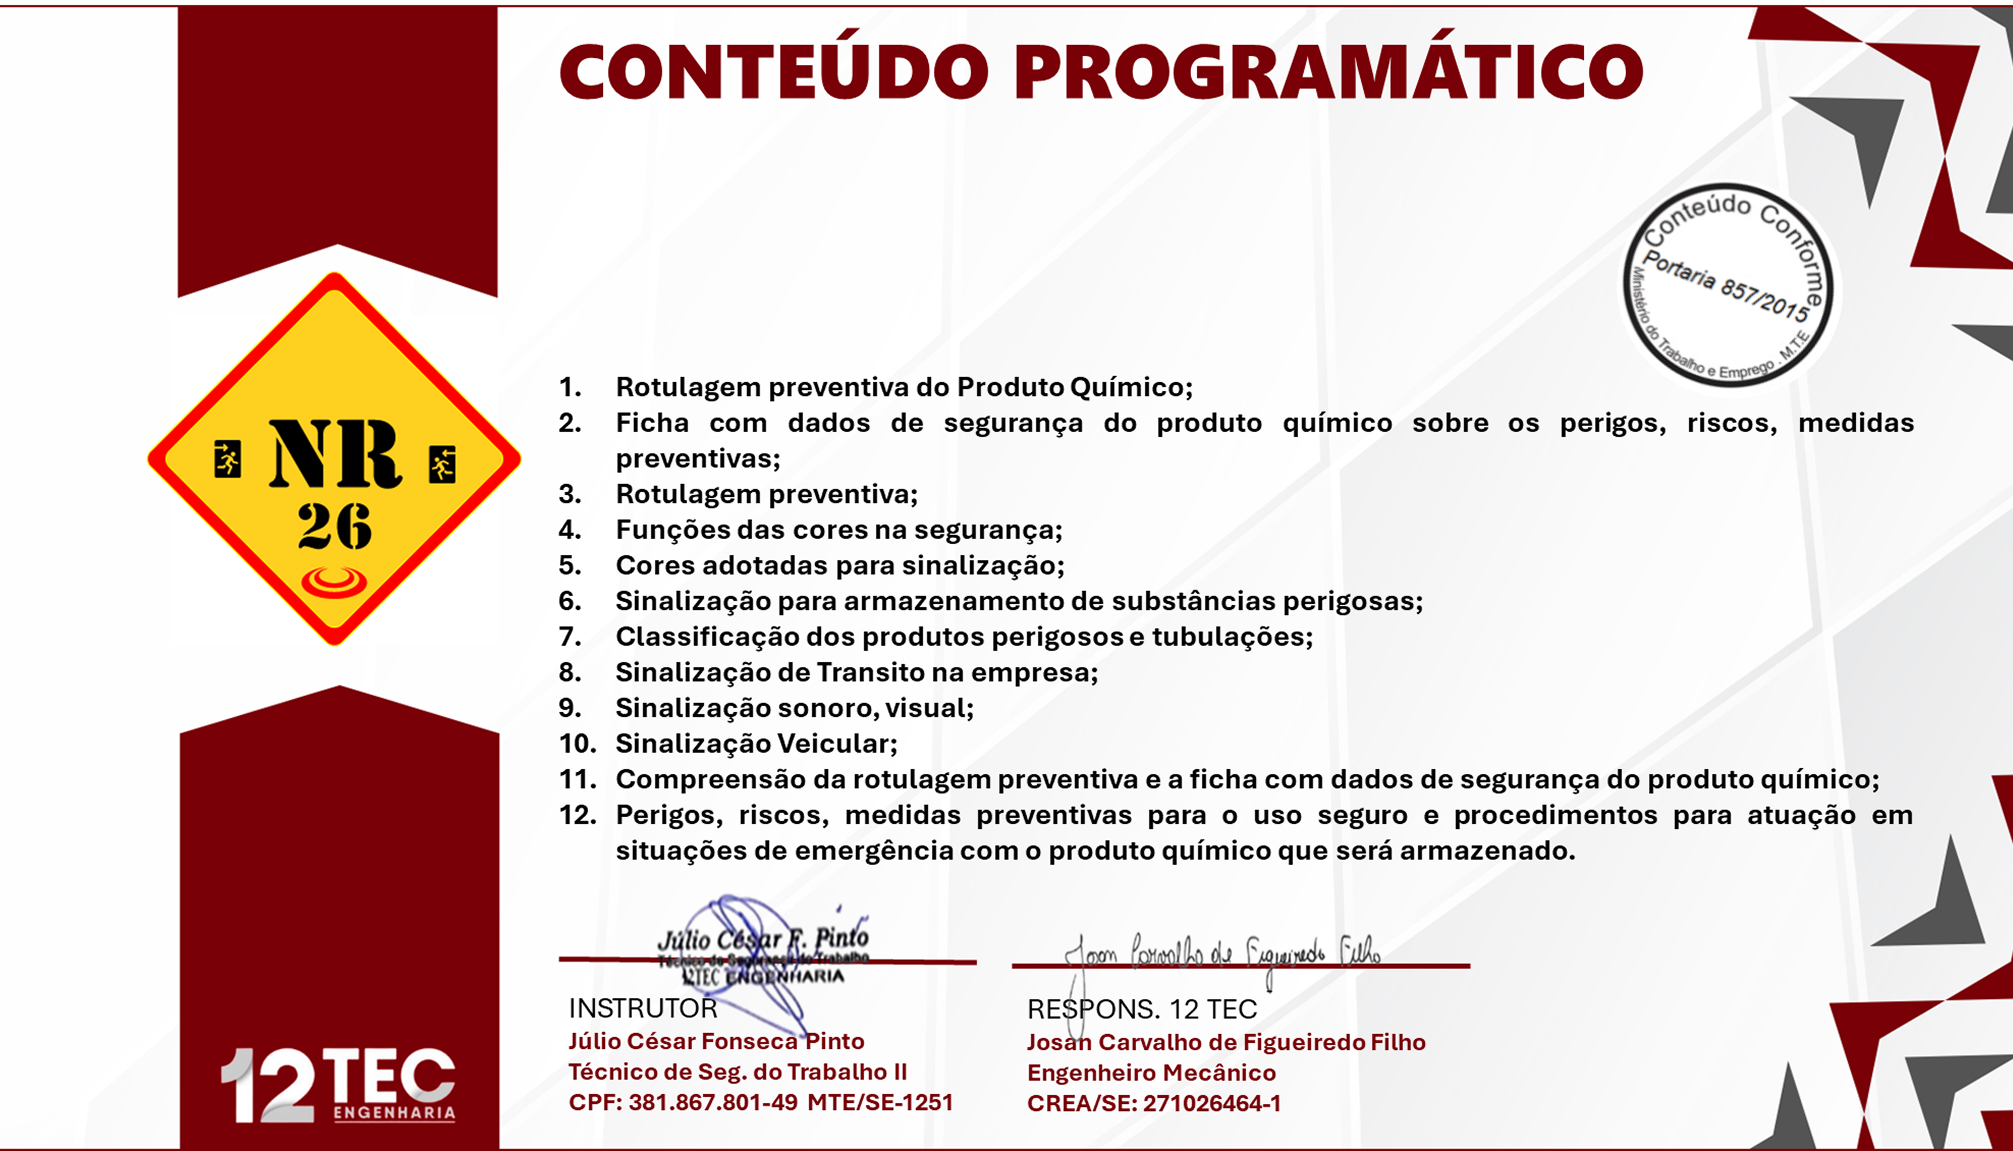 CONTEÚDO PROGRAMÁTICO
Conteúdo Conforme
Portaria 857/2015
Ministério do Trabalho e Emprego . M.T.E
NR
26
1. Rotulagem preventiva do Produto Químico;
2. Ficha com dados de segurança do produto químico sobre os perigos, riscos, medidas
preventivas;
3. Rotulagem preventiva;
4. Funções das cores na segurança;
5. Cores adotadas para sinalização;
6. Sinalização para armazenamento de substâncias perigosas;
7. Classificação dos produtos perigosos e tubulações;
8. Sinalização de Transito na empresa;
9. Sinalização sonoro, visual;
10. Sinalização Veicular;
11. Compreensão da rotulagem preventiva e a ficha com dados de segurança do produto químico;
12. Perigos, riscos, medidas preventivas para o uso seguro e procedimentos para atuação em
situações de emergência com o produto químico que será armazenado.
Júlio César F. Pinto
Técnico de Segurança do Trabalho
12TEC ENGENHARIA
INSTRUTOR
Júlio César Fonseca Pinto
Técnico de Seg. do Trabalho II
CPF: 381.867.801-49 MTE/SE-1251
Josan Carvalho de Figueiredo Filho
RESPONS. 12 TEC
Josan Carvalho de Figueiredo Filho
Engenheiro Mecânico
CREA/SE: 271026464-1
12 TEC
ENGENHARIA